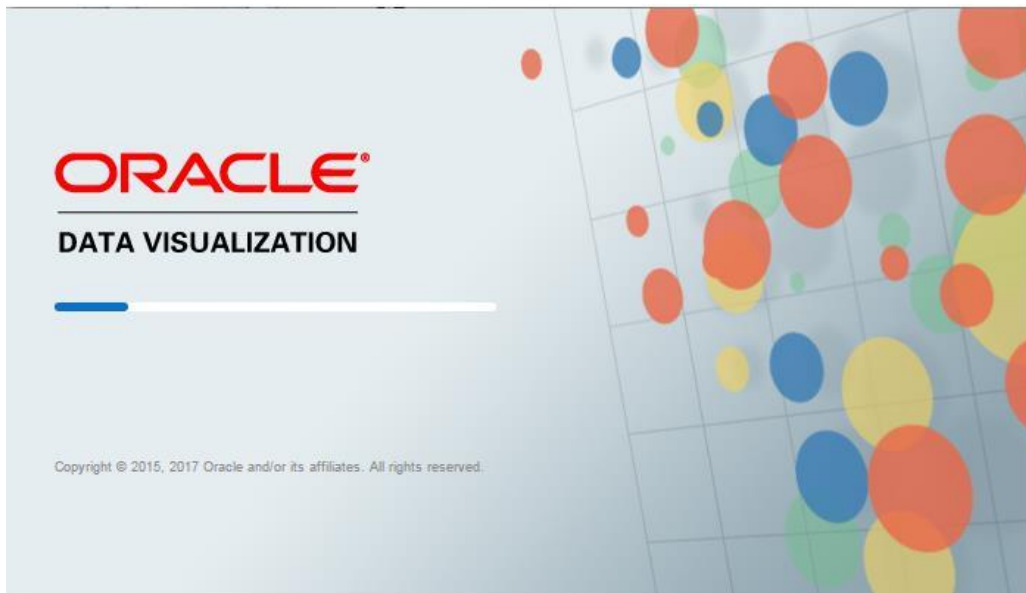 ORACLE®
DATA VISUALIZATION
Copyright © 2015, 2017 Oracle and/or its affiliates. All rights reserved.